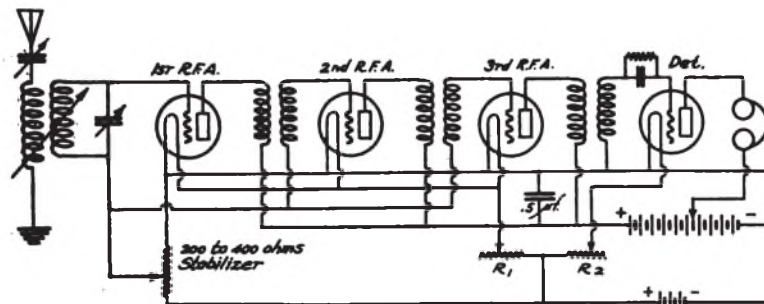 1st R.F.A.
2nd R.F.A.
3rd R.F.A.
Det.
.5 mf.
+ -
200 to 400 ohms
Stabilizer
R1
R2
+ -